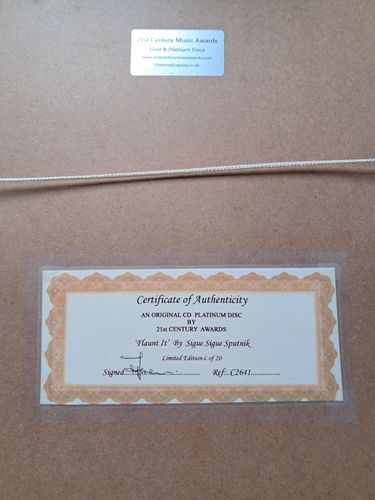 21st Century Music Awards
Gold & Platinum Discs
Certificate of Authenticity
AN ORIGINAL CD PLATINUM DISC
BY
21st CENTURY AWARDS
'Flaunt It' By Sigue Sigue Sputnik
Limited Edition of 20
Signed.............. Ref:..C2641...............